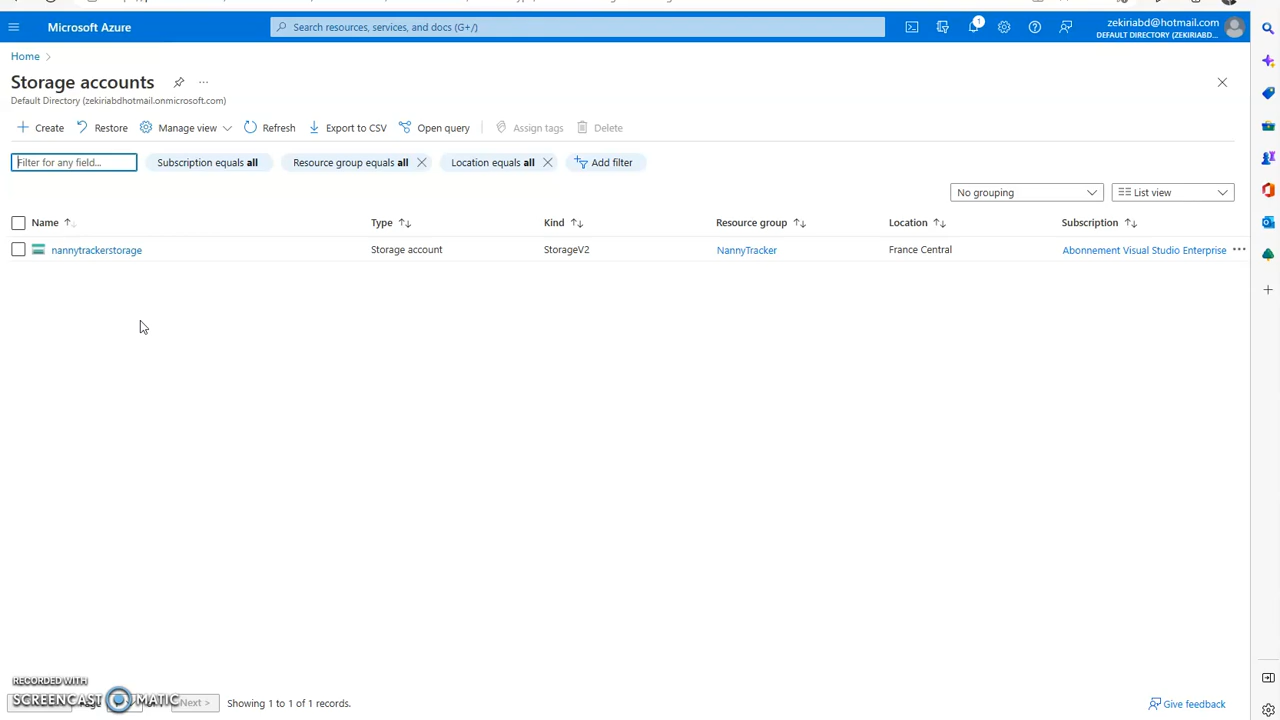 Microsoft Azure
Search resources, services, and docs (G+/)
1
zekiriabd@hotmail.com
DEFAULT DIRECTORY (ZEKIRIABD...
Home
Storage accounts
...
Default Directory (zekiriabdhotmail.onmicrosoft.com)
Create
Restore
Manage view
Refresh
Export to CSV
Open query
Assign tags
Delete
Filter for any field...
Subscription equals all
Resource group equals all
Location equals all
Add filter
No grouping
List view
Name
Type
Kind
Resource group
Location
Subscription
nannytrackerstorage
Storage account
StorageV2
NannyTracker
France Central
Abonnement Visual Studio Enterprise
...
RECORDED WITH
SCREENCAST MATIC
Next >
Showing 1 to 1 of 1 records.
Give feedback